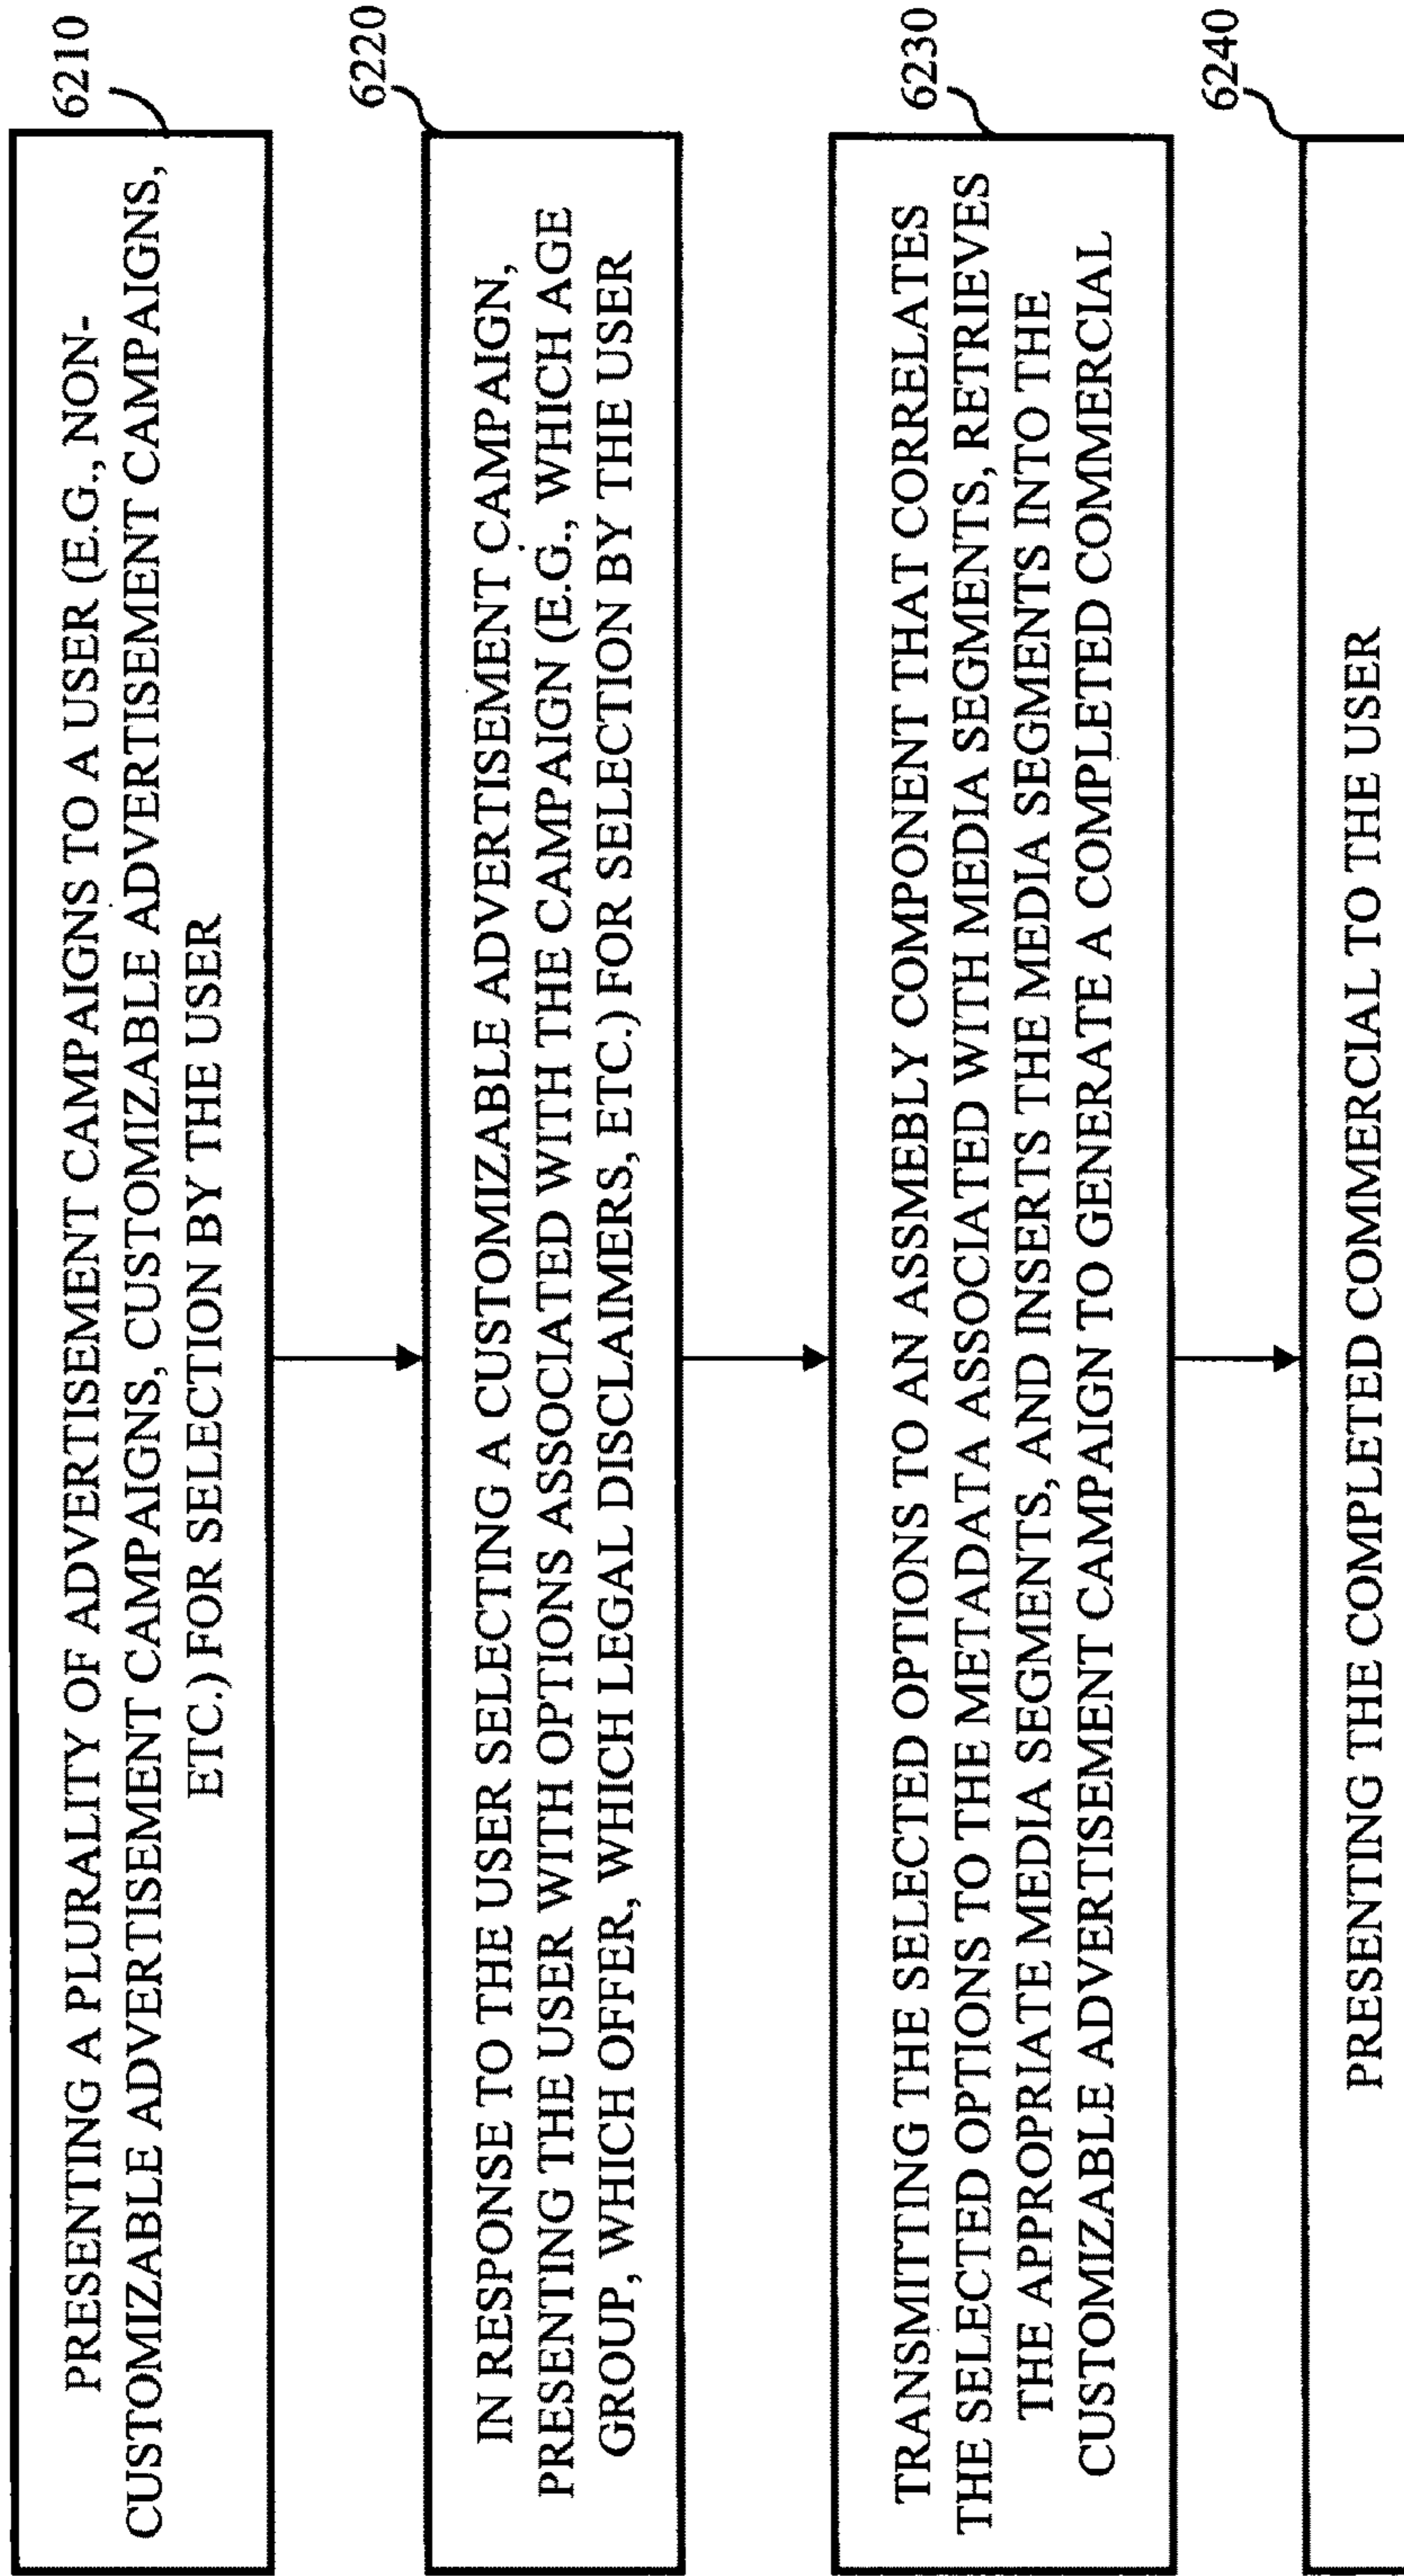 6210
PRESENTING A PLURALITY OF ADVERTISEMENT CAMPAIGNS TO A USER (E.G., NON-
CUSTOMIZABLE ADVERTISEMENT CAMPAIGNS, CUSTOMIZABLE ADVERTISEMENT CAMPAIGNS,
ETC.) FOR SELECTION BY THE USER
6220
IN RESPONSE TO THE USER SELECTING A CUSTOMIZABLE ADVERTISEMENT CAMPAIGN,
PRESENTING THE USER WITH OPTIONS ASSOCIATED WITH THE CAMPAIGN (E.G., WHICH AGE
GROUP, WHICH OFFER, WHICH LEGAL DISCLAIMERS, ETC.) FOR SELECTION BY THE USER
6230
TRANSMITTING THE SELECTED OPTIONS TO AN ASSMEBLY COMPONENT THAT CORRELATES
THE SELECTED OPTIONS TO THE METADATA ASSOCIATED WITH MEDIA SEGMENTS, RETRIEVES
THE APPROPRIATE MEDIA SEGMENTS, AND INSERTS THE MEDIA SEGMENTS INTO THE
CUSTOMIZABLE ADVERTISEMENT CAMPAIGN TO GENERATE A COMPLETED COMMERCIAL
6240
PRESENTING THE COMPLETED COMMERCIAL TO THE USER